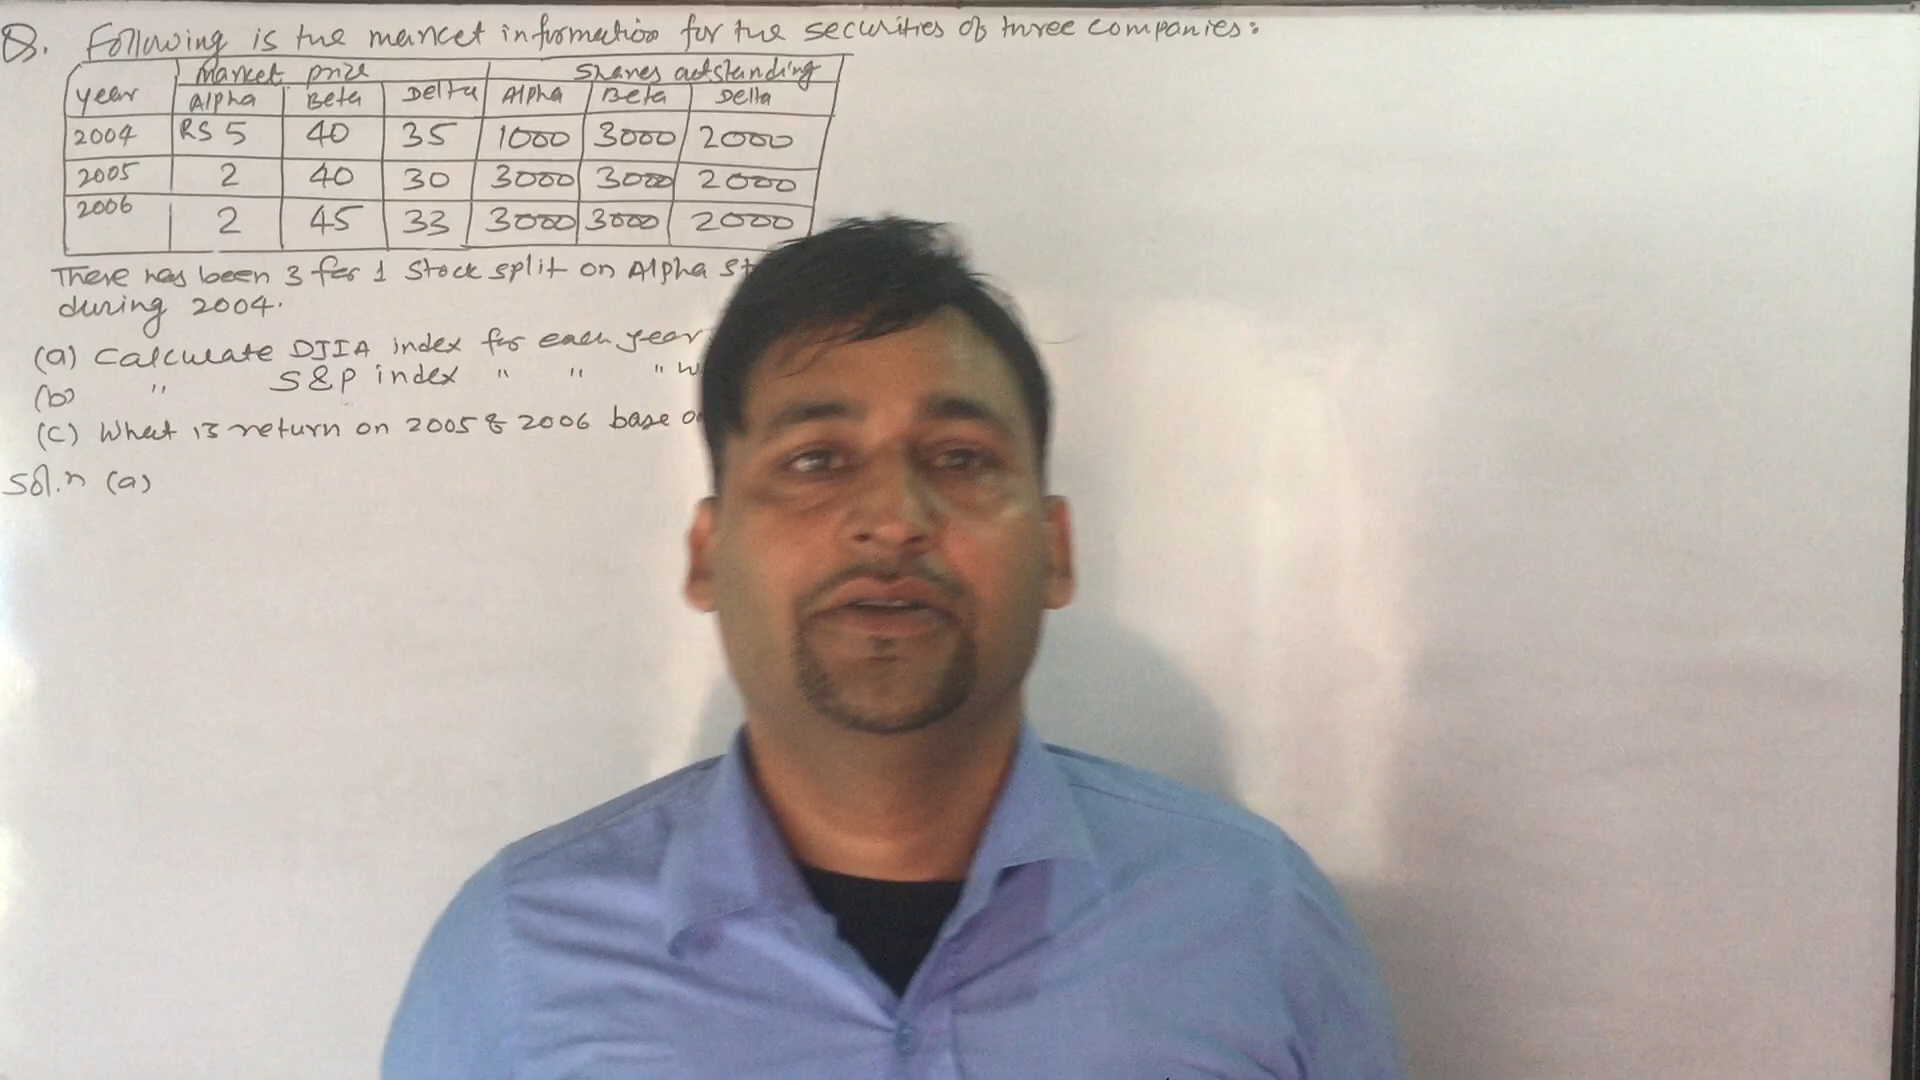 Q. Following is the market information for the securities of three companies:
Market prize Shares outstanding
year Alpha Beta Delta Alpha Beta Delta
2004 RS 5 40 35 1000 3000 2000
2005 2 40 30 3000 3000 2000
2006 2 45 33 3000 3000 2000
There has been 3 for 1 stock split on Alpha
during 2004.
(a) Calculate DJIA index for each year
(b) " S&P index " " "
(c) What is return on 2005 & 2006 base
Sol.n (a)